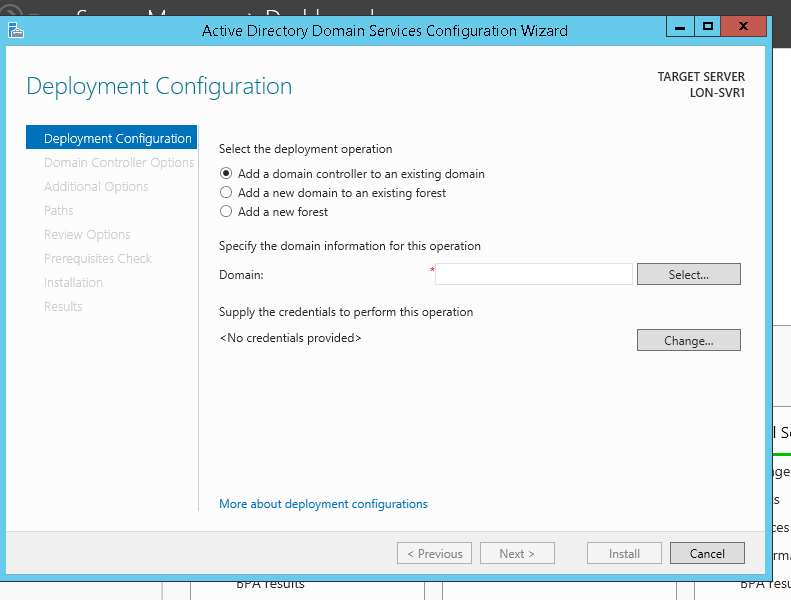 Active Directory Domain Services Configuration Wizard
Deployment Configuration
TARGET SERVER
LON-SVR1
Deployment Configuration
Domain Controller Options
Additional Options
Paths
Review Options
Prerequisites Check
Installation
Results
Select the deployment operation
Add a domain controller to an existing domain
Add a new domain to an existing forest
Add a new forest
Specify the domain information for this operation
Domain:
*
Select...
Supply the credentials to perform this operation
<No credentials provided>
Change...
More about deployment configurations
< Previous
Next >
Install
Cancel
BPA results